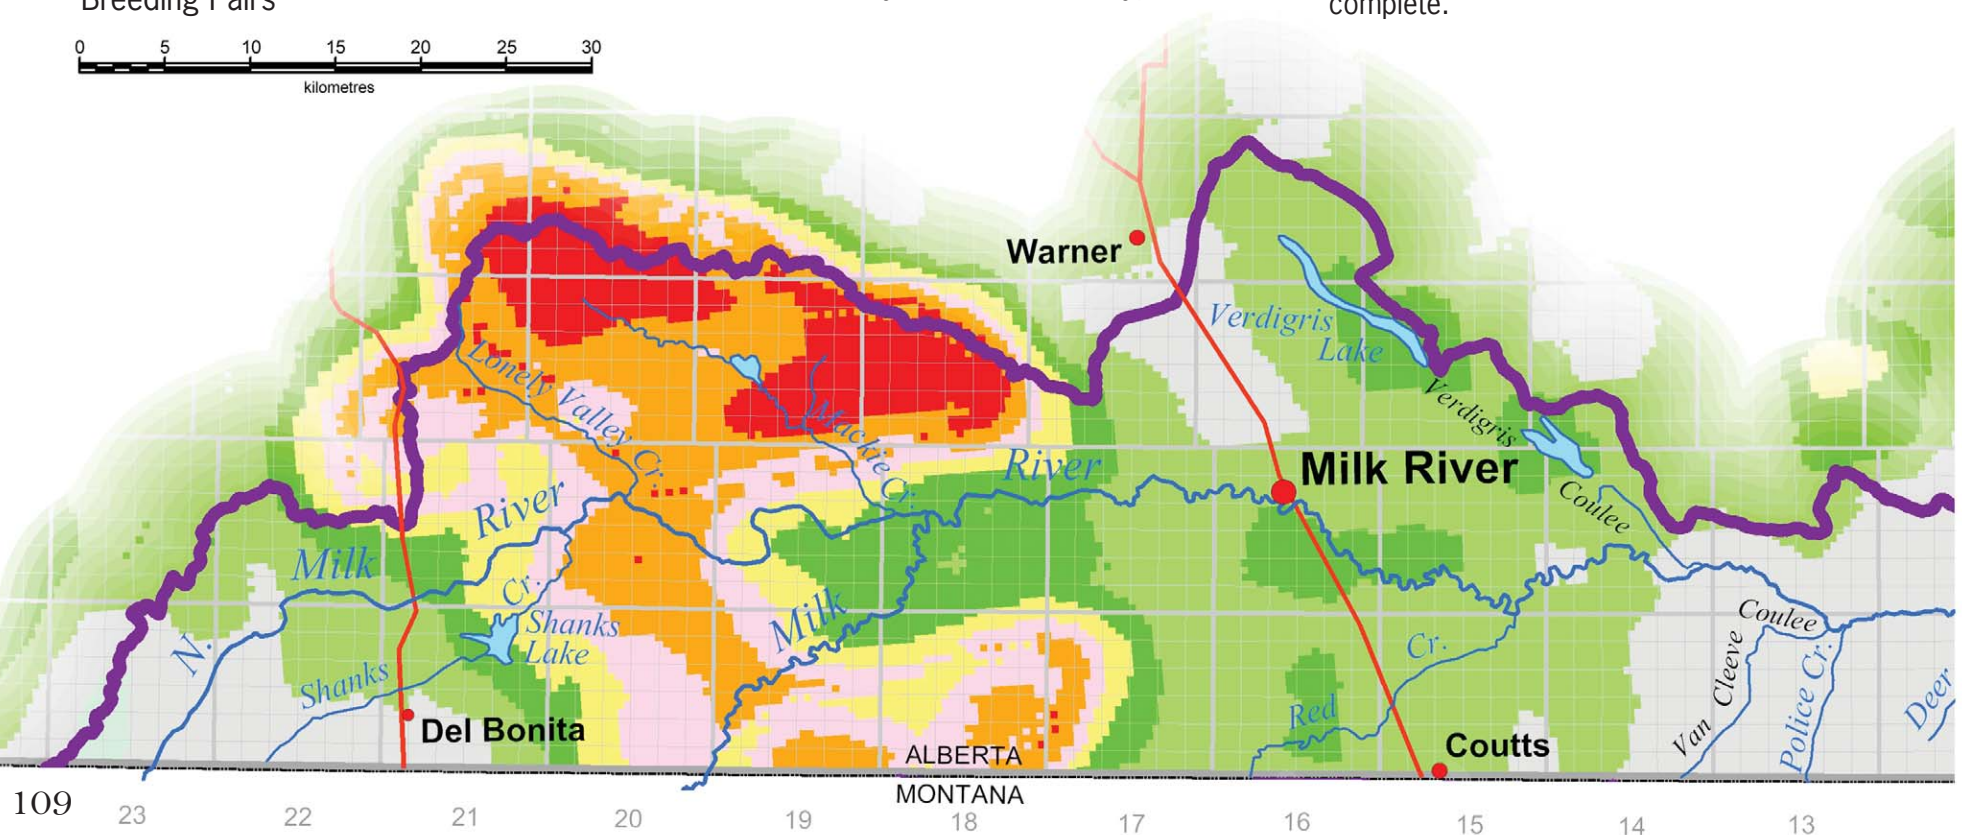 Breeding Pairs
complete.
0 5 10 15 20 25 30
kilometres
Warner
Verdigris
Lake
Lonely Valley Cr.
Mackie Cr.
Verdigris
Coulee
River
Milk River
River
Milk
Cr.
Shanks
Lake
Milk
N.
Shanks
Coulee
Cr.
Van Cleeve
Police Cr.
Deer
Red
Del Bonita
Coutts
ALBERTA
MONTANA
109
23 22 21 20 19 18 17 16 15 14 13